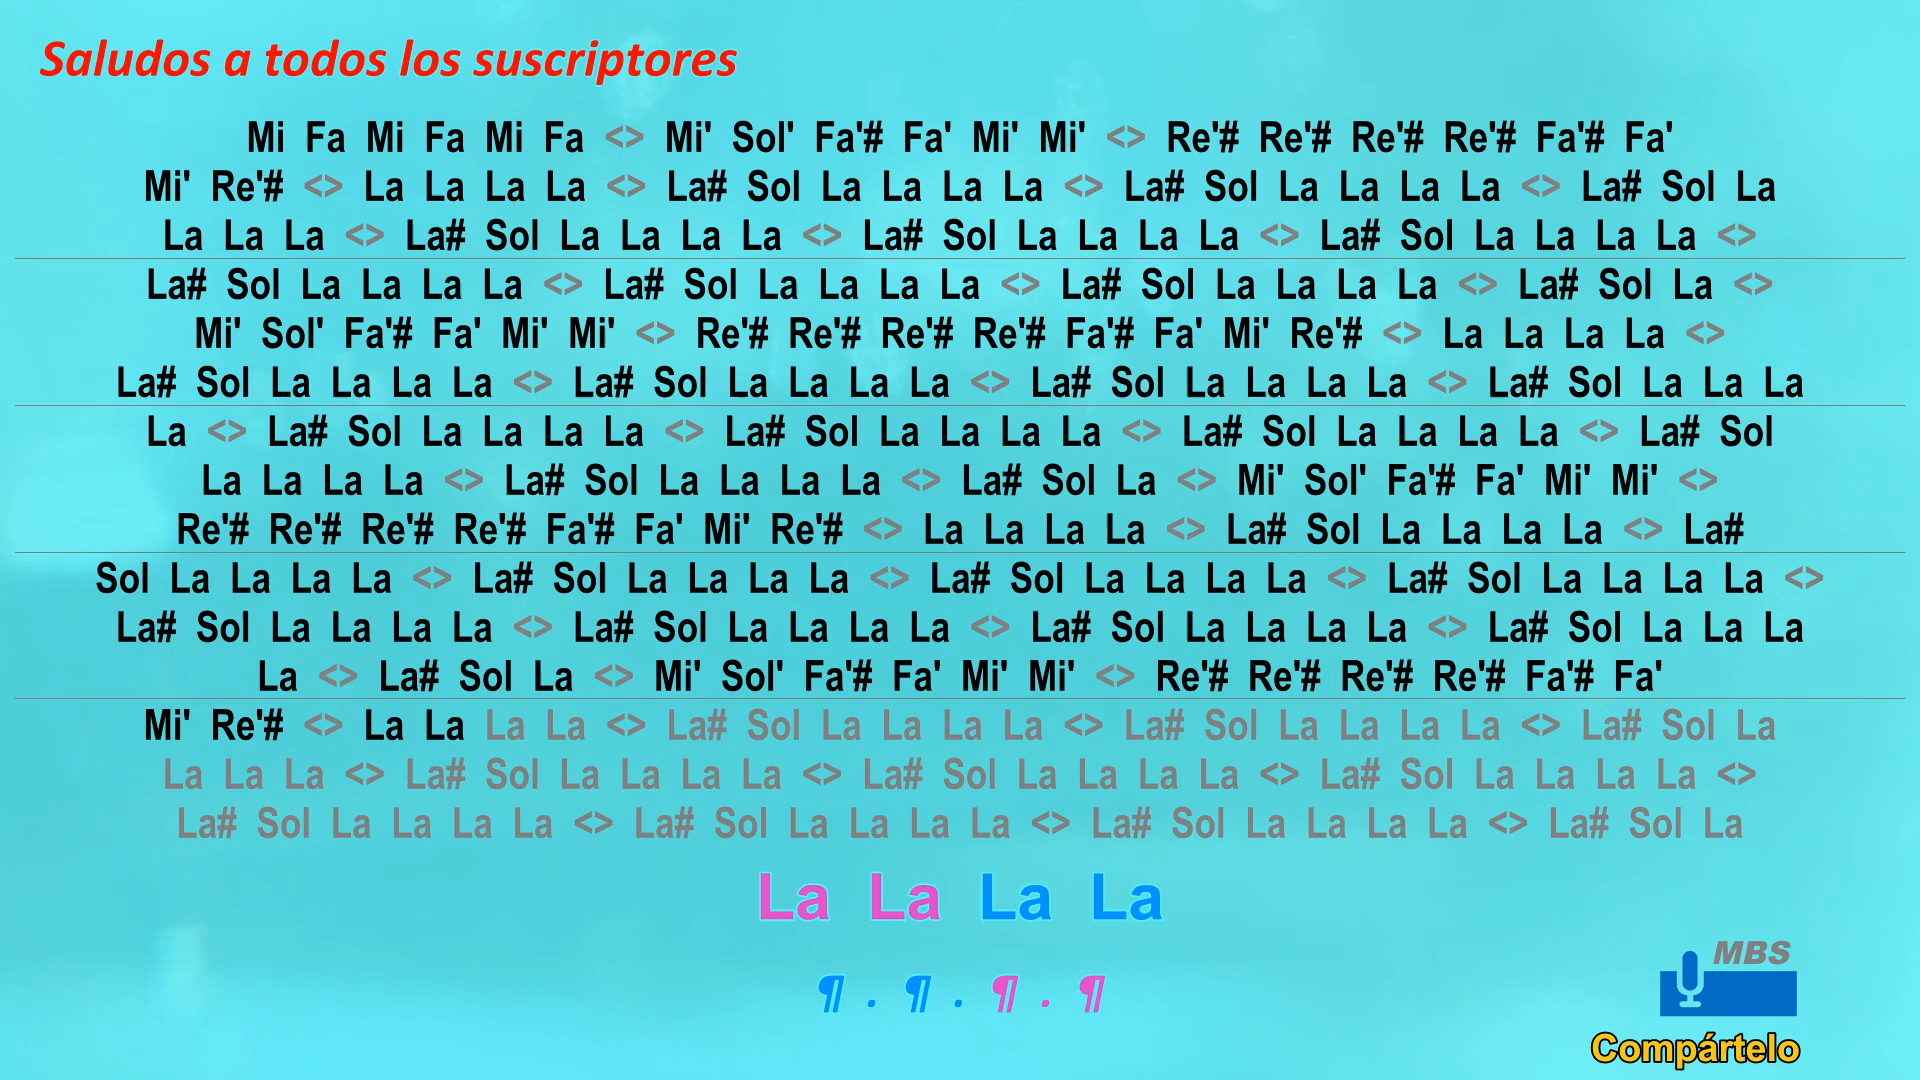 Saludos a todos los suscriptores
Mi Fa Mi Fa Mi Fa <> Mi' Sol' Fa'# Fa' Mi' Mi' <> Re'# Re'# Re'# Re'# Fa'# Fa'
Mi' Re'# <> La La La La <> La# Sol La La La La <> La# Sol La La La La <> La# Sol La
La La La <> La# Sol La La La La <> La# Sol La La La La <> La# Sol La La La La <>
La# Sol La La La La <> La# Sol La La La La <> La# Sol La La La La <> La# Sol La <>
Mi' Sol' Fa'# Fa' Mi' Mi' <> Re'# Re'# Re'# Re'# Fa'# Fa' Mi' Re'# <> La La La La <>
La# Sol La La La La <> La# Sol La La La La <> La# Sol La La La La <> La# Sol La La La
La <> La# Sol La La La La <> La# Sol La La La La <> La# Sol La La La La <> La# Sol
La La La La <> La# Sol La La La La <> La# Sol La <> Mi' Sol' Fa'# Fa' Mi' Mi' <>
Re'# Re'# Re'# Re'# Fa'# Fa' Mi' Re'# <> La La La La <> La# Sol La La La La <> La#
Sol La La La La <> La# Sol La La La La <> La# Sol La La La La <> La# Sol La La La La <>
La# Sol La La La La <> La# Sol La La La La <> La# Sol La La La La <> La# Sol La La La
La <> La# Sol La <> Mi' Sol' Fa'# Fa' Mi' Mi' <> Re'# Re'# Re'# Re'# Fa'# Fa'
Mi' Re'# <> La La La La <> La# Sol La La La La <> La# Sol La La La La <> La# Sol La
La La La <> La# Sol La La La La <> La# Sol La La La La <> La# Sol La La La La <>
La# Sol La La La La <> La# Sol La La La La <> La# Sol La La La La <> La# Sol La
La La La La
¶ . ¶ . ¶ . ¶
MBS
Compártelo